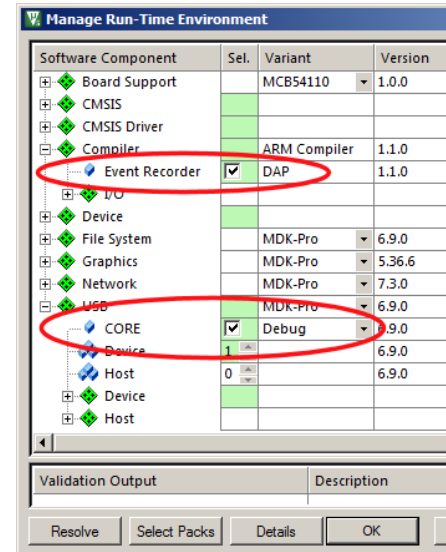 Manage Run-Time Environment
Software Component Sel. Variant Version
Board Support MCB54110 1.0.0
CMSIS
CMSIS Driver
Compiler ARM Compiler 1.1.0
Event Recorder DAP 1.1.0
I/O
Device
File System MDK-Pro 6.9.0
Graphics MDK-Pro 5.36.6
Network MDK-Pro 7.3.0
USB MDK-Pro 6.9.0
CORE Debug 6.9.0
Device 1 6.9.0
Host 0 6.9.0
Device
Host
Validation Output Description
Resolve Select Packs Details OK